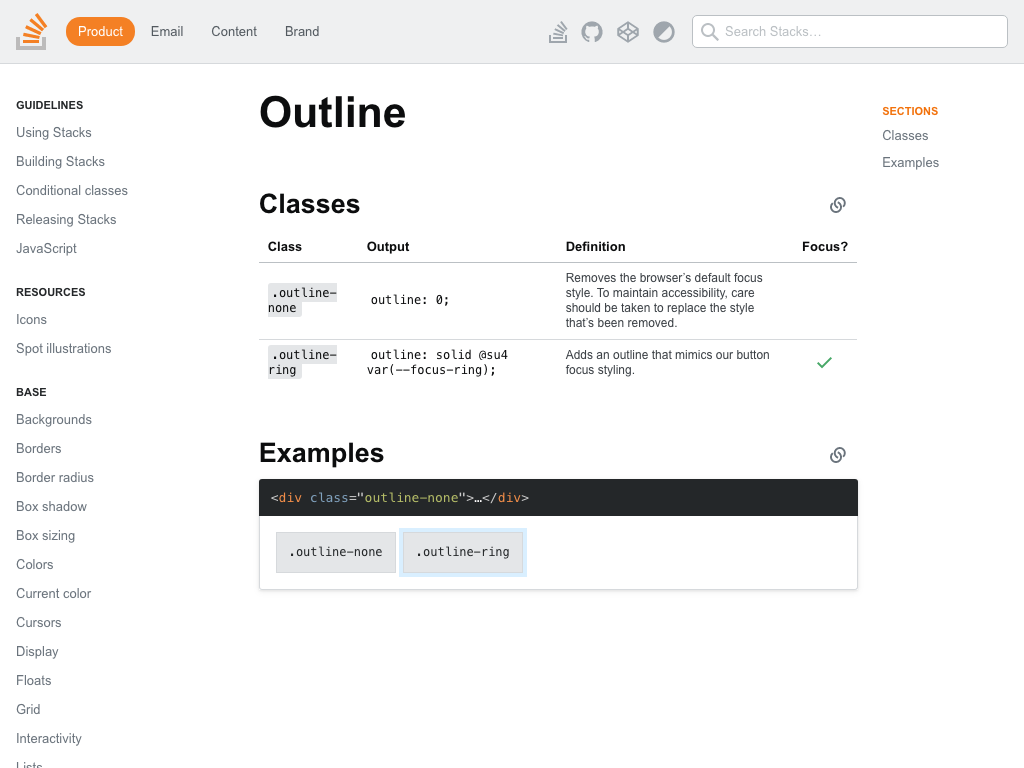 Product
Email
Content
Brand
Search Stacks…
GUIDELINES
Using Stacks
Building Stacks
Conditional classes
Releasing Stacks
JavaScript
RESOURCES
Icons
Spot illustrations
BASE
Backgrounds
Borders
Border radius
Box shadow
Box sizing
Colors
Current color
Cursors
Display
Floats
Grid
Interactivity
Lists
Outline
Classes
Class Output Definition Focus?
.outline-
none
outline: 0;
Removes the browser’s default focus
style. To maintain accessibility, care
should be taken to replace the style
that’s been removed.
.outline-
ring
outline: solid @su4
var(--focus-ring);
Adds an outline that mimics our button
focus styling.
Examples
<div class="outline-none">…</div>
.outline-none
.outline-ring
SECTIONS
Classes
Examples